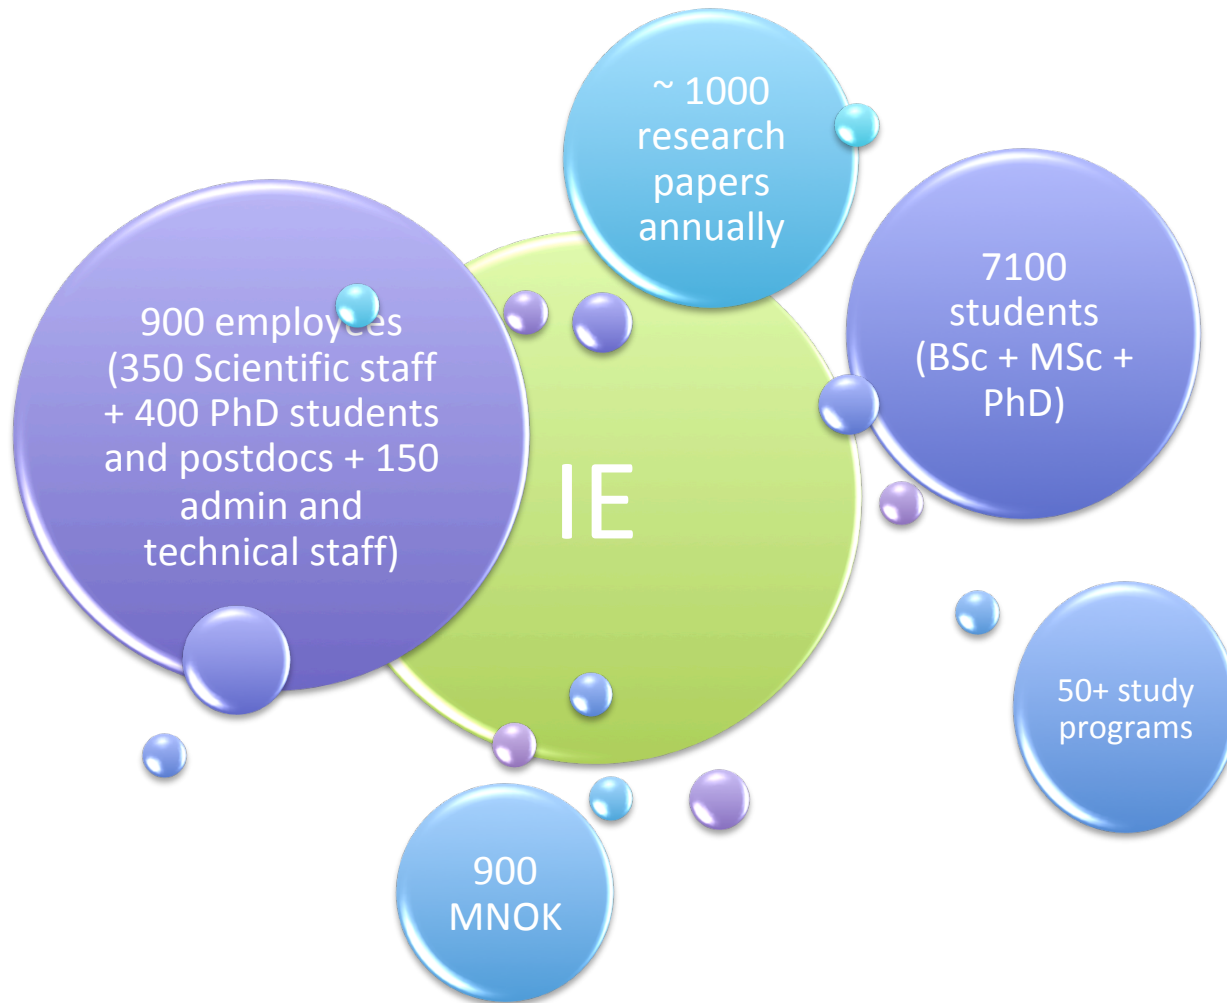 ~ 1000
research
papers
annually
7100
students
(BSc + MSc +
PhD)
900 employees
(350 Scientific staff
+ 400 PhD students
and postdocs + 150
admin and
technical staff)
IE
50+ study
programs
900
MNOK